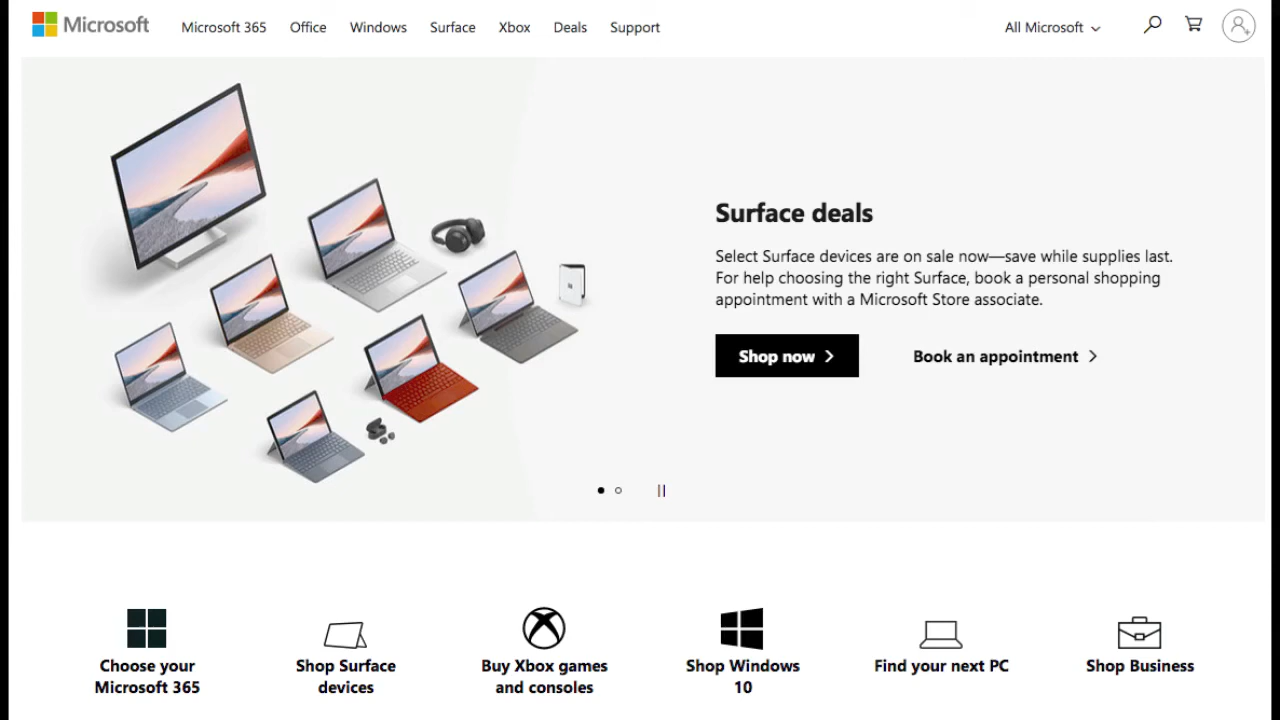 Microsoft
Microsoft 365 Office Windows Surface Xbox Deals Support
All Microsoft
Surface deals
Select Surface devices are on sale now—save while supplies last.
For help choosing the right Surface, book a personal shopping
appointment with a Microsoft Store associate.
Shop now
Book an appointment
Choose your
Microsoft 365
Shop Surface
devices
Buy Xbox games
and consoles
Shop Windows
10
Find your next PC
Shop Business